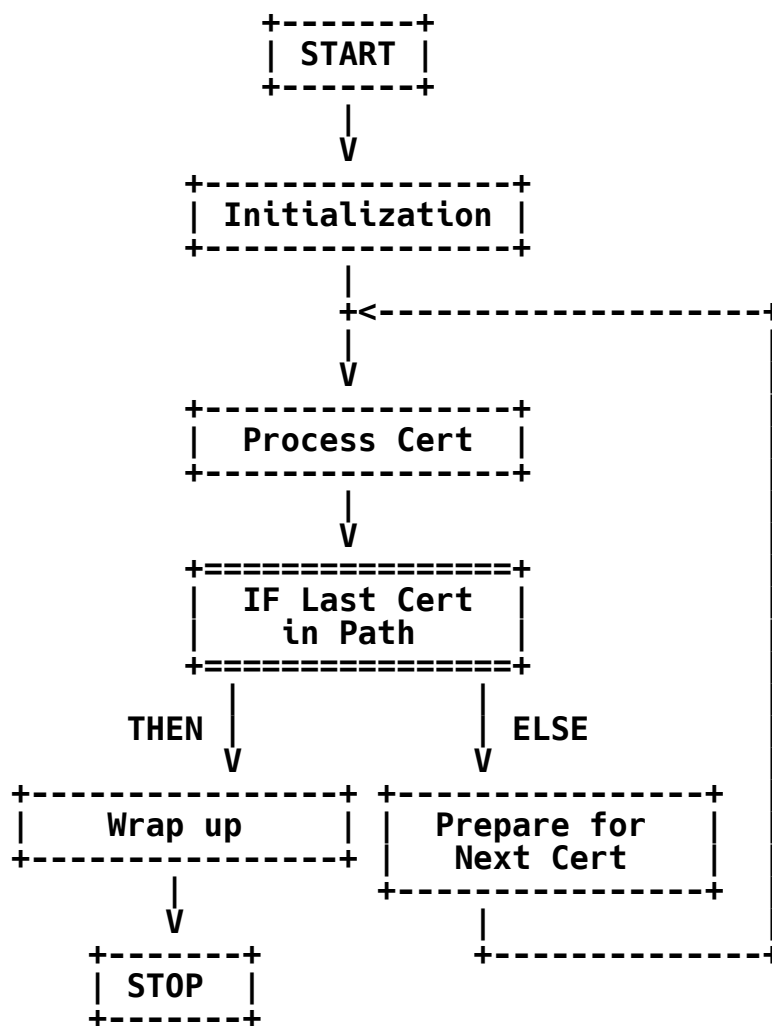 START
Initialization
Process Cert
IF Last Cert
in Path
THEN
ELSE
Wrap up
Prepare for
Next Cert
STOP